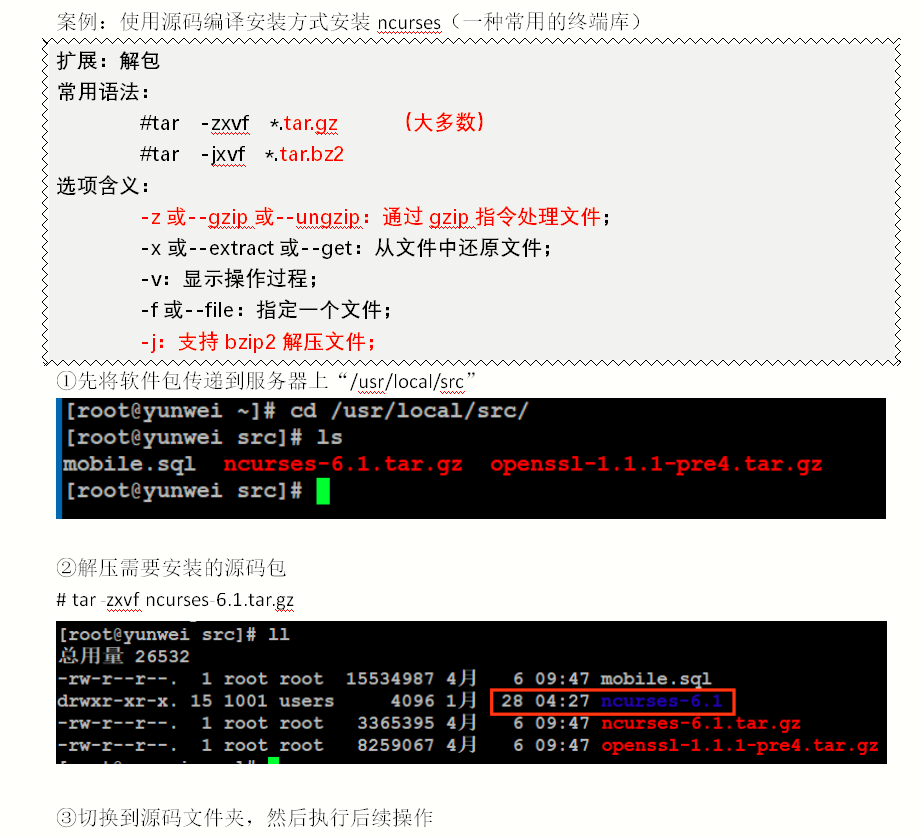 案例：使用源码编译安装方式安装 ncurses（一种常用的终端库）
扩展：解包
常用语法：
#tar -zxvf *.tar.gz （大多数）
#tar -jxvf *.tar.bz2
选项含义：
-z 或--gzip 或--ungzip：通过 gzip 指令处理文件；
-x 或--extract 或--get：从文件中还原文件；
-v：显示操作过程；
-f 或--file：指定一个文件；
-j：支持 bzip2 解压文件；
①先将软件包传递到服务器上“/usr/local/src”
[root@yunwei ~]# cd /usr/local/src/
[root@yunwei src]# ls
mobile.sql ncurses-6.1.tar.gz openssl-1.1.1-pre4.tar.gz
[root@yunwei src]#
②解压需要安装的源码包
# tar -zxvf ncurses-6.1.tar.gz
[root@yunwei src]# ll
总用量 26532
-rw-r--r--. 1 root root 15534987 4月 6 09:47 mobile.sql
drwxr-xr-x. 15 1001 users 4096 1月 28 04:27 ncurses-6.1
-rw-r--r--. 1 root root 3365395 4月 6 09:47 ncurses-6.1.tar.gz
-rw-r--r--. 1 root root 8259067 4月 6 09:47 openssl-1.1.1-pre4.tar.gz
③切换到源码文件夹，然后执行后续操作